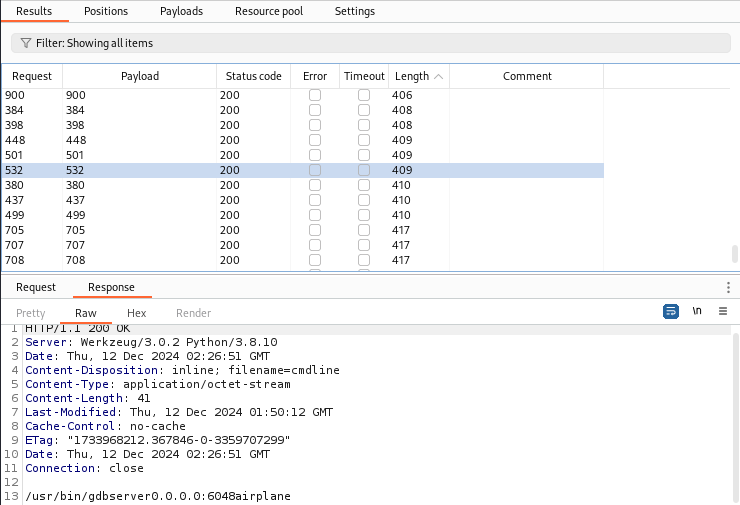 Results Positions Payloads Resource pool Settings
Filter: Showing all items
Request Payload Status code Error Timeout Length Comment
900 900 200 406
384 384 200 408
398 398 200 408
448 448 200 409
501 501 200 409
532 532 200 409
380 380 200 410
437 437 200 410
499 499 200 410
705 705 200 417
707 707 200 417
708 708 200 417
Request Response
Pretty Raw Hex Render \n
1 HTTP/1.1 200 OK
2 Server: Werkzeug/3.0.2 Python/3.8.10
3 Date: Thu, 12 Dec 2024 02:26:51 GMT
4 Content-Disposition: inline; filename=cmdline
5 Content-Type: application/octet-stream
6 Content-Length: 41
7 Last-Modified: Thu, 12 Dec 2024 01:50:12 GMT
8 Cache-Control: no-cache
9 ETag: "1733968212.367846-0-3359707299"
10 Date: Thu, 12 Dec 2024 02:26:51 GMT
11 Connection: close
12
13 /usr/bin/gdbserver0.0.0.0:6048airplane